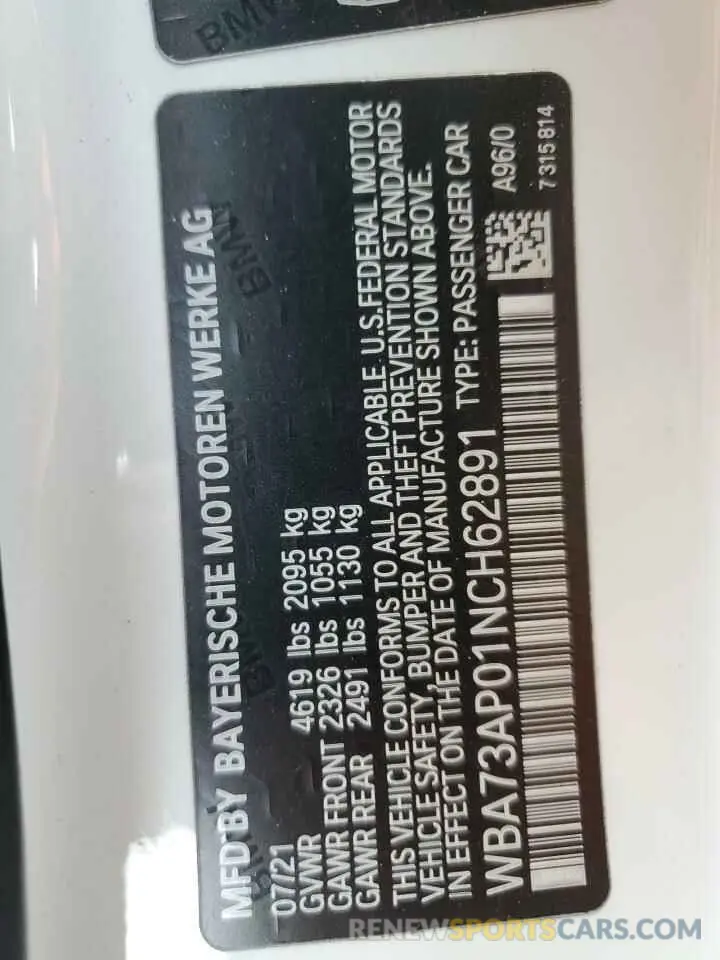 BMW
MFD BY BAYERISCHE MOTOREN WERKE AG
07/21
GVWR 4619 lbs 2095 kg
GAWR FRONT 2326 lbs 1055 kg
GAWR REAR 2491 lbs 1130 kg
THIS VEHICLE CONFORMS TO ALL APPLICABLE U.S.FEDERAL MOTOR
VEHICLE SAFETY, BUMPER AND THEFT PREVENTION STANDARDS
IN EFFECT ON THE DATE OF MANUFACTURE SHOWN ABOVE.
WBA73AP01NCH62891 TYPE: PASSENGER CAR
A96/0
7315814
BMW
RENEWSPORTSCARS.COM